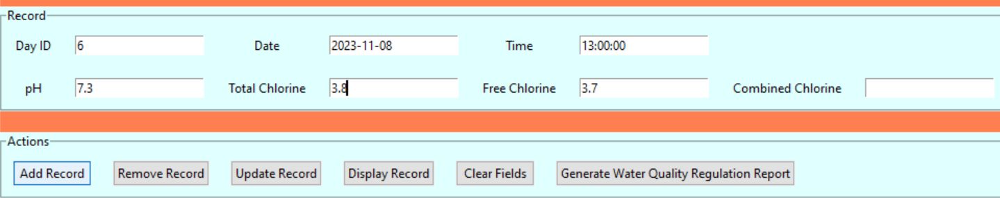 Record
Day ID 6 Date 2023-11-08 Time 13:00:00
pH 7.3 Total Chlorine 3.8 Free Chlorine 3.7 Combined Chlorine
Actions
Add Record Remove Record Update Record Display Record Clear Fields Generate Water Quality Regulation Report